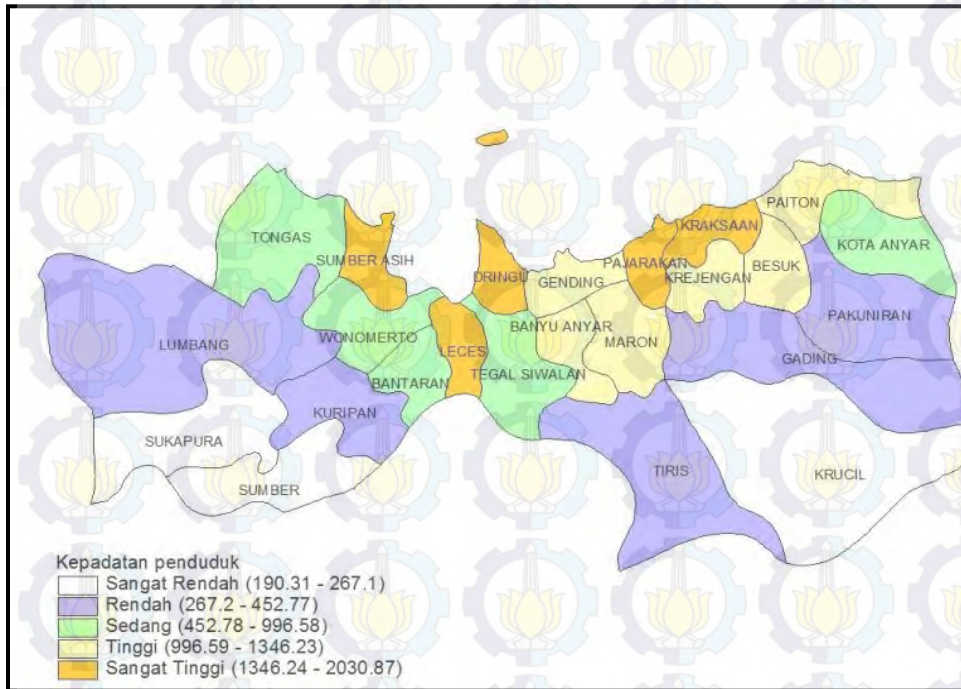 PAITON
TONGAS
KRAKSAAN
KOTA ANYAR
SUMBER ASIH
PAJARAKAN
BESUK
DRINGU
GENDING
KREJENGAN
PAKUNIRAN
BANYU ANYAR
WONOMERTO
LUMBANG
MARON
LECES
GADING
TEGAL SIWALAN
BANTARAN
KURIPAN
SUKAPURA
TIRIS
KRUCIL
SUMBER
Kepadatan penduduk
Sangat Rendah (190.31 - 267.1)
Rendah (267.2 - 452.77)
Sedang (452.78 - 996.58)
Tinggi (996.59 - 1346.23)
Sangat Tinggi (1346.24 - 2030.87)